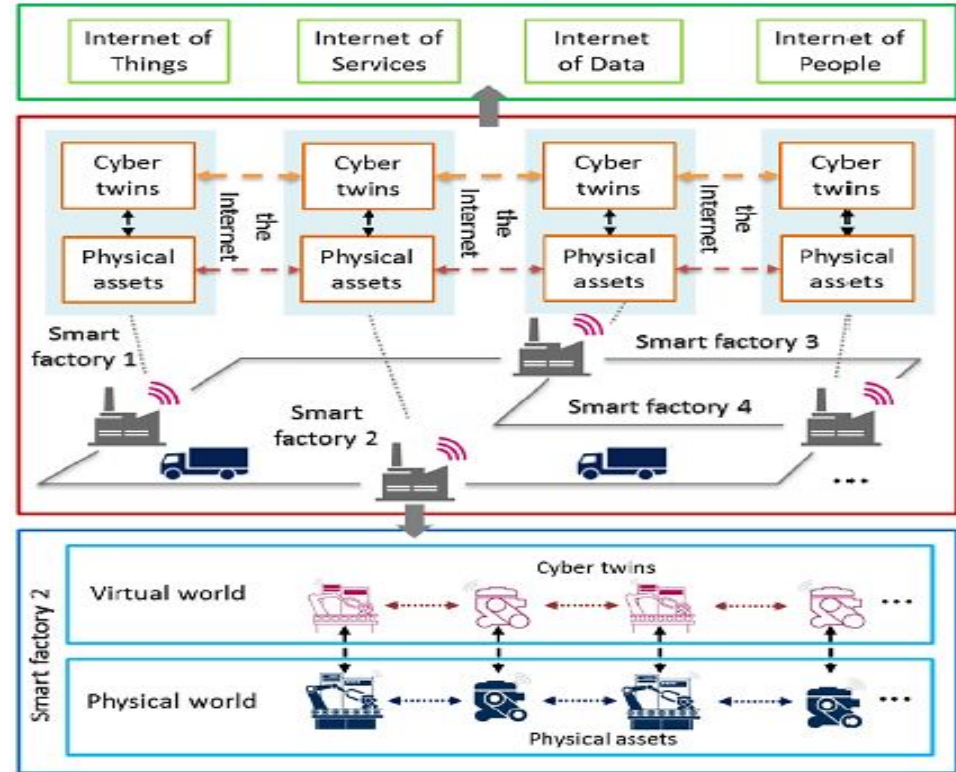 Internet of
Things
Internet of
Services
Internet
of Data
Internet of
People
Cyber
twins
Cyber
twins
Cyber
twins
Cyber
twins
the
Internet
the
Internet
the
Internet
Physical
assets
Physical
assets
Physical
assets
Physical
assets
Smart
factory 1
Smart factory 3
Smart
factory 2
Smart factory 4
...
Smart factory 2
Virtual world
Cyber twins
...
Physical world
...
Physical assets